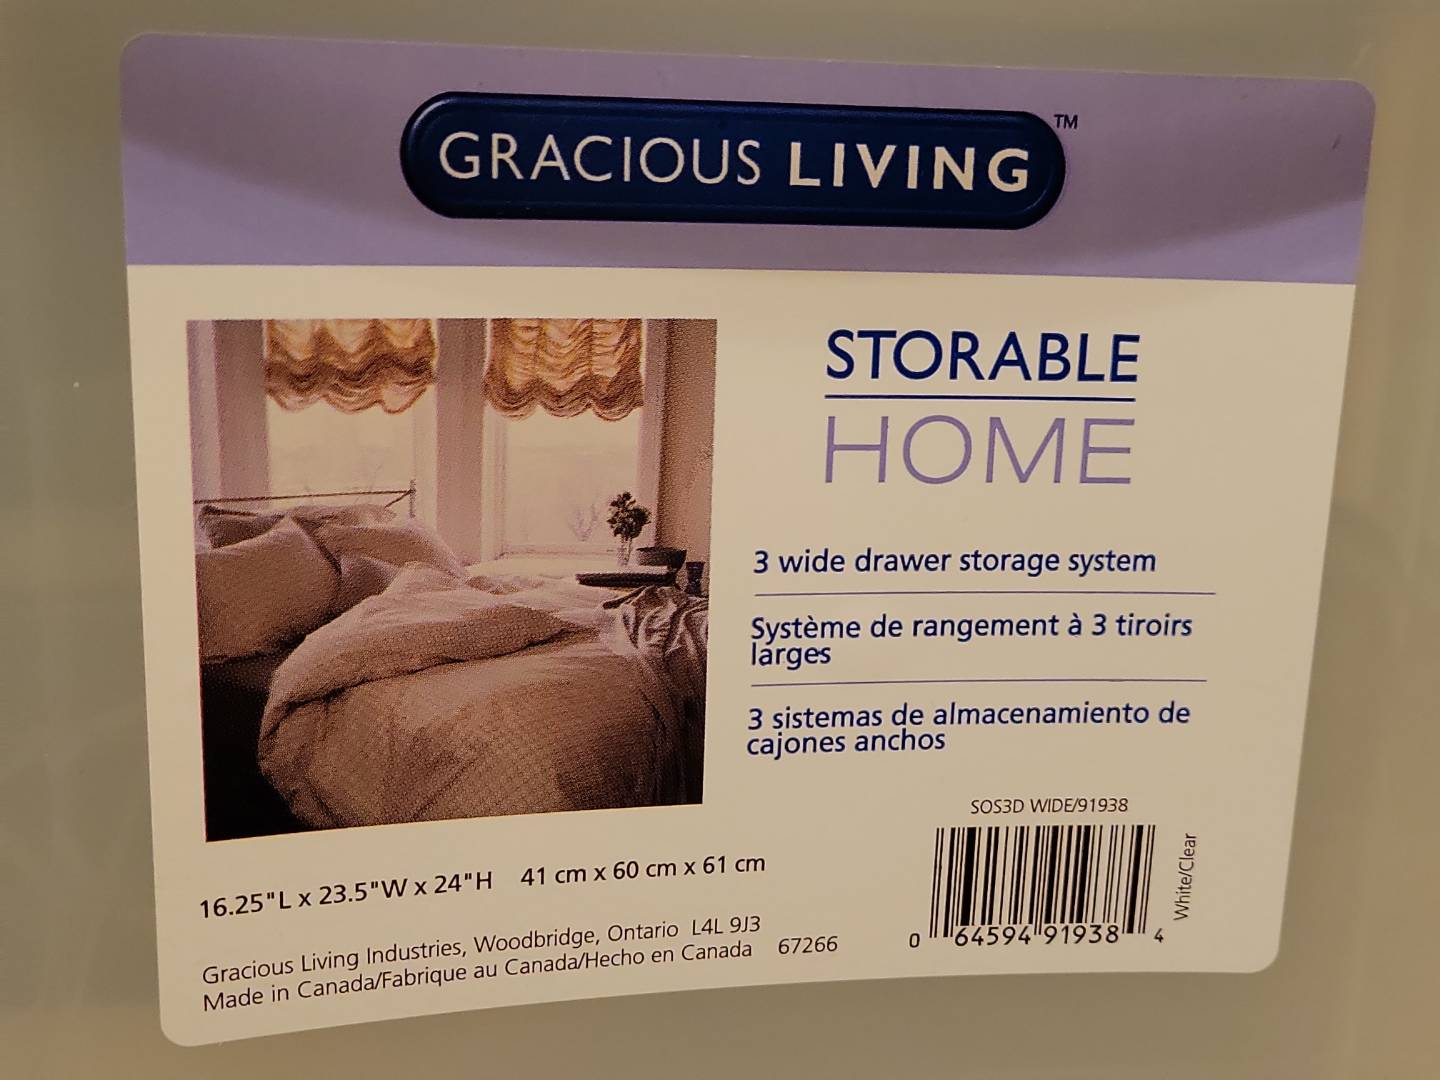 GRACIOUS LIVING™
STORABLE
HOME
3 wide drawer storage system
Système de rangement à 3 tiroirs
larges
3 sistemas de almacenamiento de
cajones anchos
SOS3D WIDE/91938
0 64594 91938 4
White/Clear
16.25"L x 23.5"W x 24"H 41 cm x 60 cm x 61 cm
Gracious Living Industries, Woodbridge, Ontario L4L 9J3
Made in Canada/Fabrique au Canada/Hecho en Canada 67266